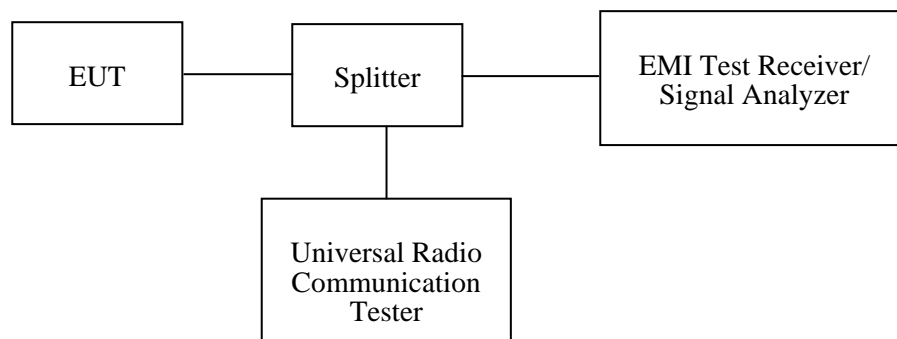 EUT
Splitter
EMI Test Receiver/
Signal Analyzer
Universal Radio
Communication
Tester